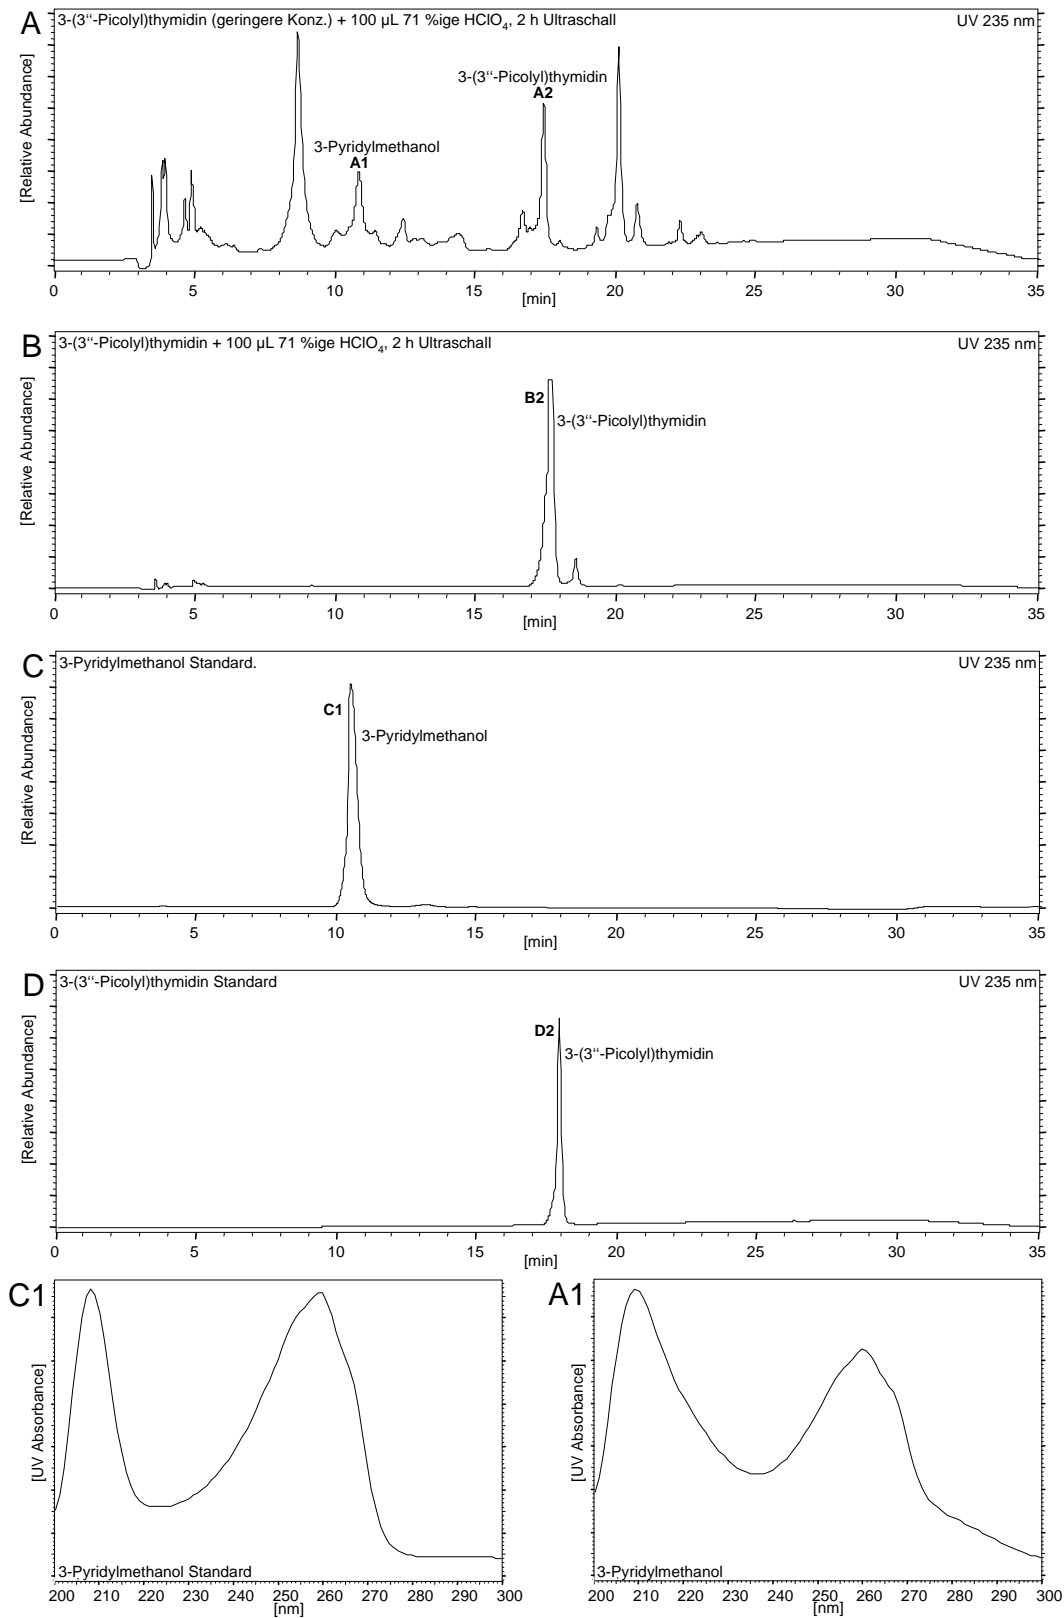 A
3-(3“-Picolyl)thymidin (geringere Konz.) + 100 µL 71 %ige HClO4, 2 h Ultraschall
UV 235 nm
3-(3“-Picolyl)thymidin
A2
3-Pyridylmethanol
A1
[Relative Abundance]
0 5 10 15 20 25 30 35
[min]
B
3-(3“-Picolyl)thymidin + 100 µL 71 %ige HClO4, 2 h Ultraschall
UV 235 nm
B2
3-(3“-Picolyl)thymidin
[Relative Abundance]
0 5 10 15 20 25 30 35
[min]
C
3-Pyridylmethanol Standard.
UV 235 nm
C1
3-Pyridylmethanol
[Relative Abundance]
0 5 10 15 20 25 30 35
[min]
D
3-(3“-Picolyl)thymidin Standard
UV 235 nm
D2
3-(3“-Picolyl)thymidin
[Relative Abundance]
0 5 10 15 20 25 30 35
[min]
C1
[UV Absorbance]
3-Pyridylmethanol Standard
200 210 220 230 240 250 260 270 280 290 300
[nm]
A1
[UV Absorbance]
3-Pyridylmethanol
200 210 220 230 240 250 260 270 280 290 300
[nm]